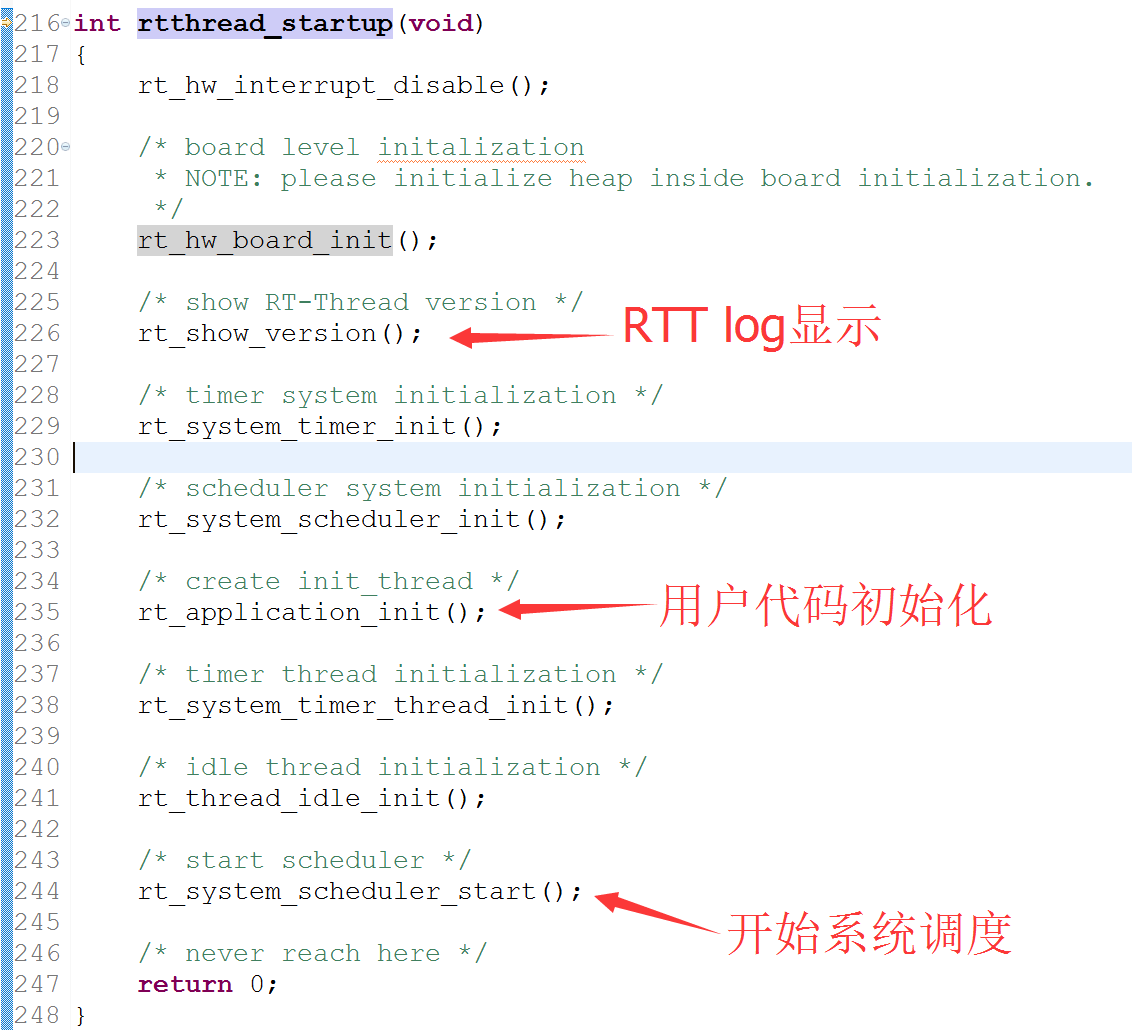 216 int rtthread_startup(void)
217 {
218     rt_hw_interrupt_disable();
219
220     /* board level initalization
221      * NOTE: please initialize heap inside board initialization.
222      */
223     rt_hw_board_init();
224
225     /* show RT-Thread version */
226     rt_show_version(); RTT log显示
227
228     /* timer system initialization */
229     rt_system_timer_init();
230
231     /* scheduler system initialization */
232     rt_system_scheduler_init();
233
234     /* create init_thread */
235     rt_application_init(); 用户代码初始化
236
237     /* timer thread initialization */
238     rt_system_timer_thread_init();
239
240     /* idle thread initialization */
241     rt_thread_idle_init();
242
243     /* start scheduler */
244     rt_system_scheduler_start();
245     开始系统调度
246     /* never reach here */
247     return 0;
248 }